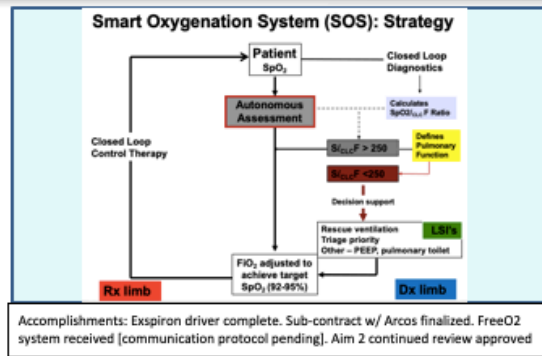 Smart Oxygenation System (SOS): Strategy
Patient
SpO₂
Closed Loop
Diagnostics
Autonomous
Assessment
Calculates
SpO2/CLC F Ratio
Closed Loop
Control Therapy
S/CLCF > 250
Defines
Pulmonary
Function
S/CLCF <250
Decision support
Rescue ventilation
Triage priority
Other – PEEP, pulmonary toilet
LSI's
FiO₂ adjusted to
achieve target
SpO₂ (92-95%)
Rx limb
Dx limb
Accomplishments: Exspiron driver complete. Sub-contract w/ Arcos finalized. FreeO2
system received [communication protocol pending]. Aim 2 continued review approved